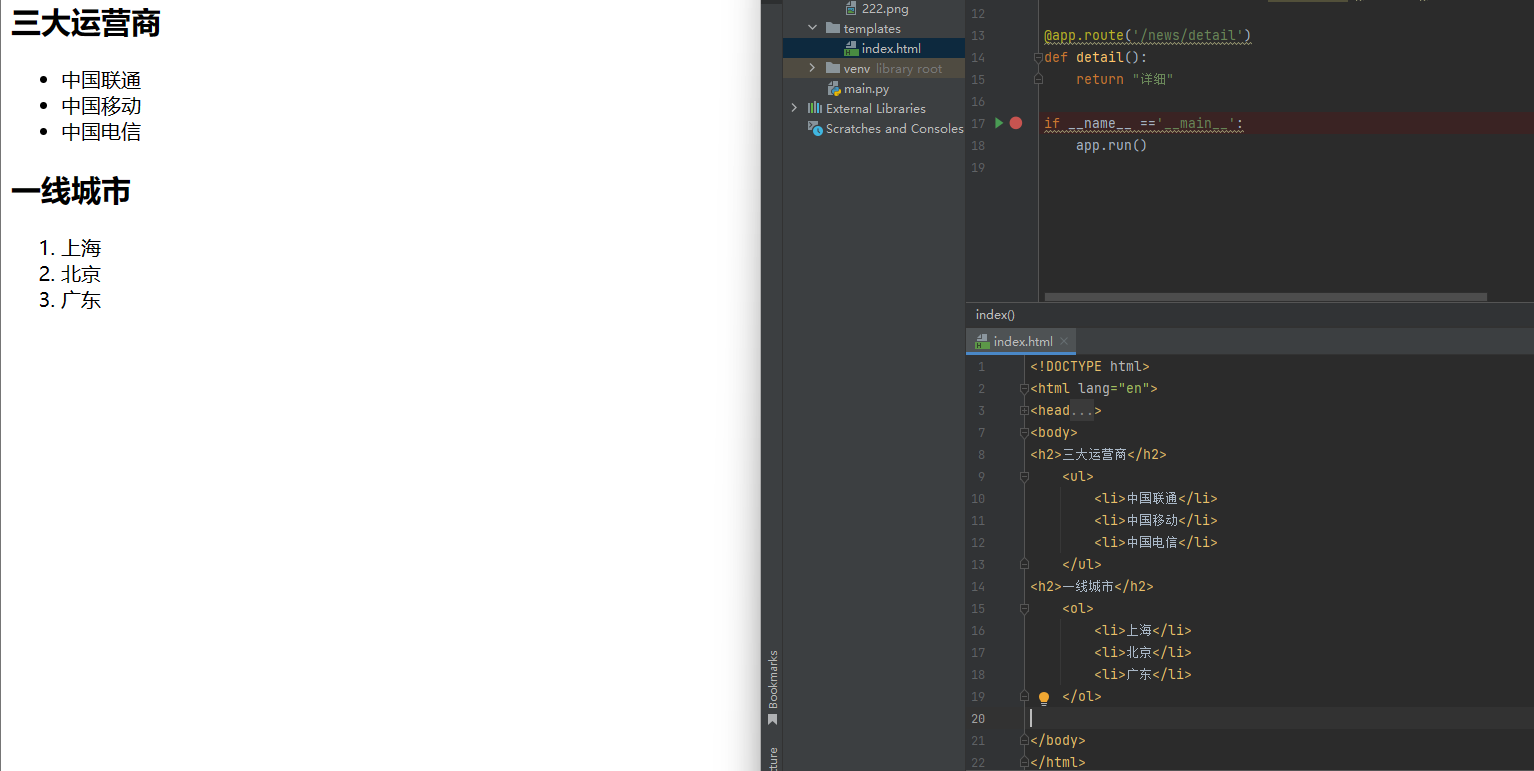 三大运营商
中国联通
中国移动
中国电信
一线城市
1. 上海
2. 北京
3. 广东
222.png
templates
index.html
venv library root
main.py
External Libraries
Scratches and Consoles
Bookmarks
12
13 @app.route('/news/detail')
14 def detail():
15 return "详细"
16
17 if __name__ =='__main__':
18 app.run()
19
index()
index.html
1 <!DOCTYPE html>
2 <html lang="en">
3 <head...>
7 <body>
8 <h2>三大运营商</h2>
9 <ul>
10 <li>中国联通</li>
11 <li>中国移动</li>
12 <li>中国电信</li>
13 </ul>
14 <h2>一线城市</h2>
15 <ol>
16 <li>上海</li>
17 <li>北京</li>
18 <li>广东</li>
19 </ol>
20
21 </body>
22 </html>